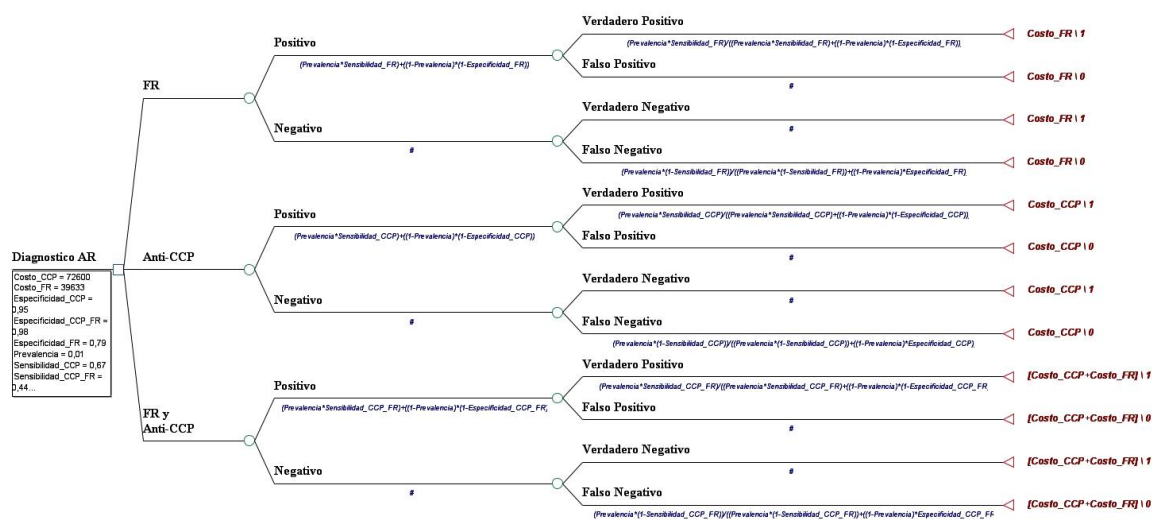 Verdadero Positivo
(Prevalencia*Sensibilidad_FR)/((Prevalencia*Sensibilidad_FR)+((1-Prevalencia)*(1-Especificidad_FR))
Costo_FR \ 1
Positivo
(Prevalencia*Sensibilidad_FR)+((1-Prevalencia)*(1-Especificidad_FR))
Falso Positivo
#
Costo_FR \ 0
FR
Verdadero Negativo
#
Costo_FR \ 1
Negativo
#
Falso Negativo
(Prevalencia*(1-Sensibilidad_FR))/((Prevalencia*(1-Sensibilidad_FR))+(1-Prevalencia)*Especificidad_FR)
Costo_FR \ 0
Verdadero Positivo
(Prevalencia*Sensibilidad_CCP)/((Prevalencia*Sensibilidad_CCP)+((1-Prevalencia)*(1-Especificidad_CCP))
Costo_CCP \ 1
Positivo
(Prevalencia*Sensibilidad_CCP)+((1-Prevalencia)*(1-Especificidad_CCP))
Falso Positivo
#
Costo_CCP \ 0
Diagnostico AR
Costo_CCP = 72600
Costo_FR = 39633
Especificidad_CCP =
0,95
Especificidad_CCP_FR =
0,98
Especificidad_FR = 0,79
Prevalencia = 0,01
Sensibilidad_CCP = 0,67
Sensibilidad_CCP_FR =
0,44...
Anti-CCP
Verdadero Negativo
#
Costo_CCP \ 1
Negativo
#
Falso Negativo
(Prevalencia*(1-Sensibilidad_CCP))/((Prevalencia*(1-Sensibilidad_CCP))+((1-Prevalencia)*Especificidad_CCP)
Costo_CCP \ 0
Verdadero Positivo
(Prevalencia*Sensibilidad_CCP_FR)/((Prevalencia*Sensibilidad_CCP_FR)+((1-Prevalencia)*(1-Especificidad_CCP_FR
[Costo_CCP+Costo_FR] \ 1
Positivo
(Prevalencia*Sensibilidad_CCP_FR)+((1-Prevalencia)*(1-Especificidad_CCP_FR)
Falso Positivo
#
[Costo_CCP+Costo_FR] \ 0
FR y
Anti-CCP
Verdadero Negativo
#
[Costo_CCP+Costo_FR] \ 1
Negativo
#
Falso Negativo
(Prevalencia*(1-Sensibilidad_CCP_FR))/((Prevalencia*(1-Sensibilidad_CCP_FR))+((1-Prevalencia)*Especificidad_CCP_FR
[Costo_CCP+Costo_FR] \ 0